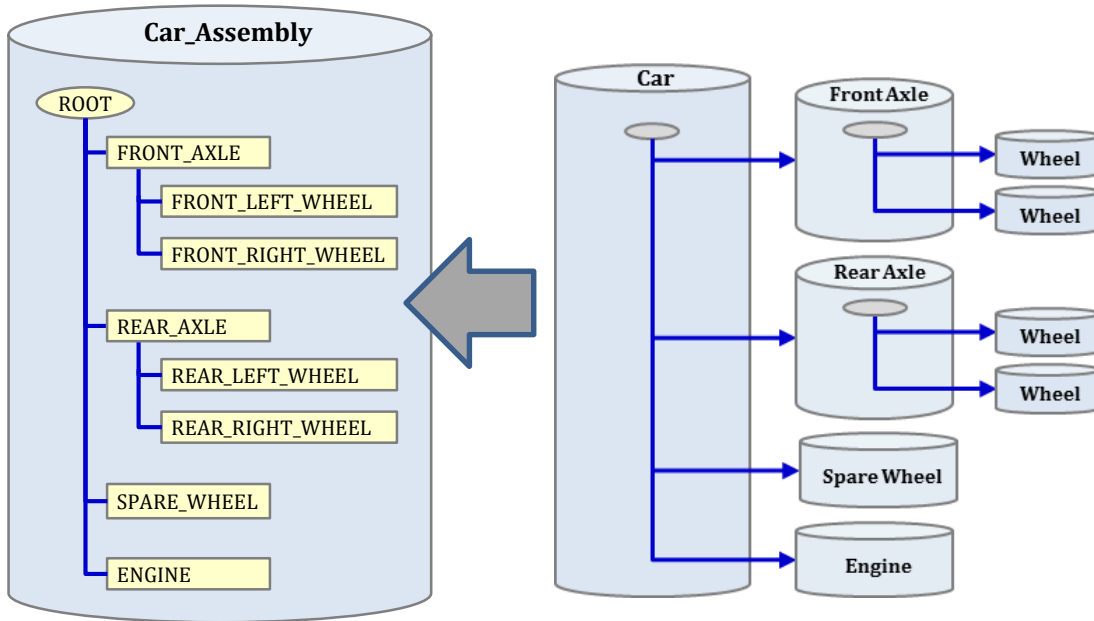 Car_Assembly
ROOT
FRONT_AXLE
FRONT_LEFT_WHEEL
FRONT_RIGHT_WHEEL
REAR_AXLE
REAR_LEFT_WHEEL
REAR_RIGHT_WHEEL
SPARE_WHEEL
ENGINE
Car
Front Axle
Wheel
Wheel
Rear Axle
Wheel
Wheel
Spare Wheel
Engine